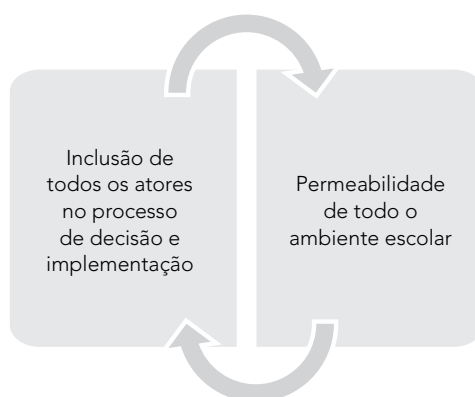 Inclusão de
todos os atores
no processo
de decisão e
implementação
Permeabilidade
de todo o
ambiente escolar